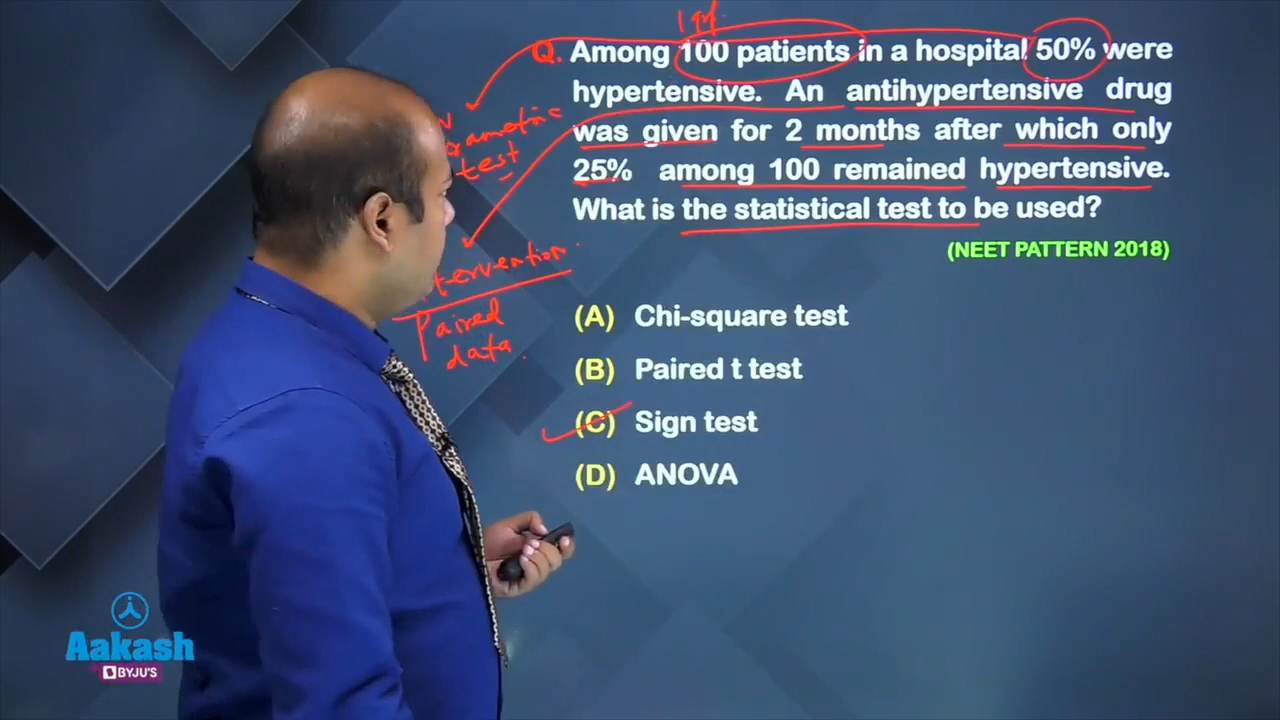 1 grp.
Q. Among 100 patients in a hospital 50% were
hypertensive. An antihypertensive drug
was given for 2 months after which only
25% among 100 remained hypertensive.
What is the statistical test to be used?
(NEET PATTERN 2018)
test
Paired
data.
(A) Chi-square test
(B) Paired t test
(C) Sign test
(D) ANOVA
Aakash
BYJU'S